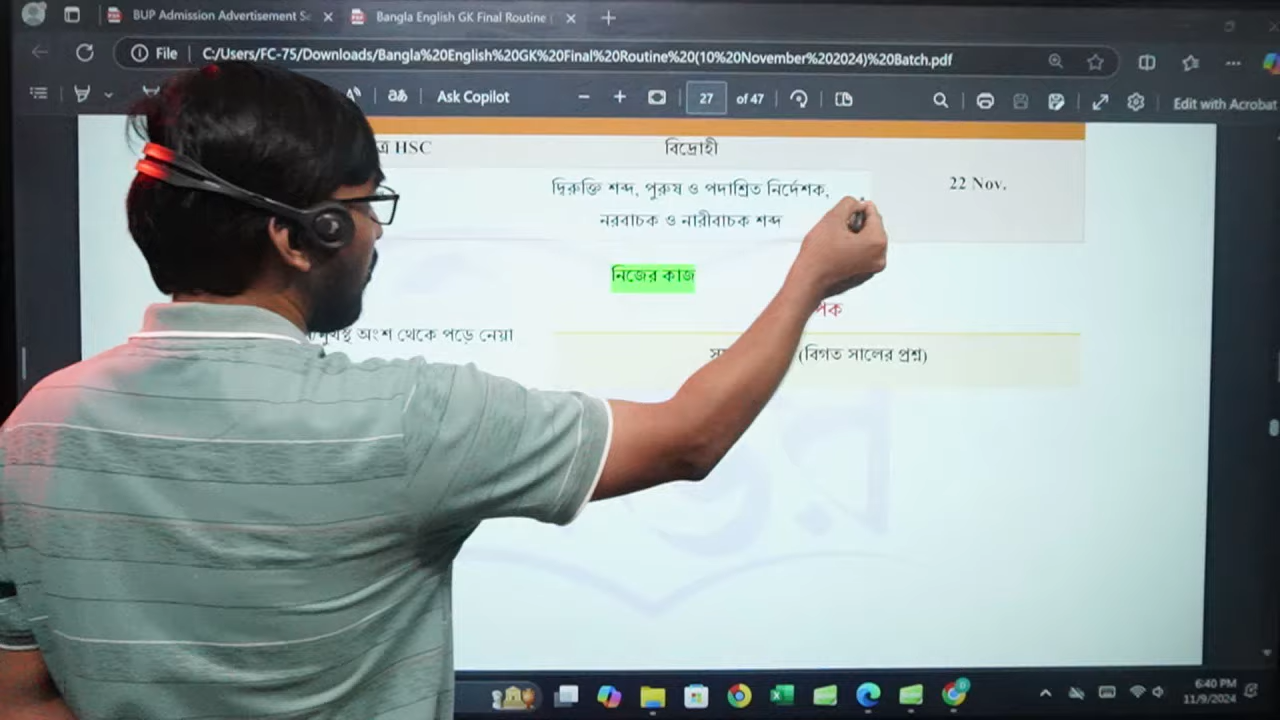 BUP Admission Advertisement Se
Bangla English GK Final Routine (
File
C:/Users/FC-75/Downloads/Bangla%20English%20GK%20Final%20Routine%20(10%20November%202024)%20Batch.pdf
Ask Copilot
27 of 47
Edit with Acrobat
HSC
বিদ্রোহী
দ্বিরুক্তি শব্দ, পুরুষ ও পদাশ্রিত নির্দেশক,
22 Nov.
নরবাচক ও নারীবাচক শব্দ
নিজের কাজ
অংশ থেকে পড়ে নেয়া
(বিগত সালের প্রশ্ন)
6:40 PM
11/9/2024